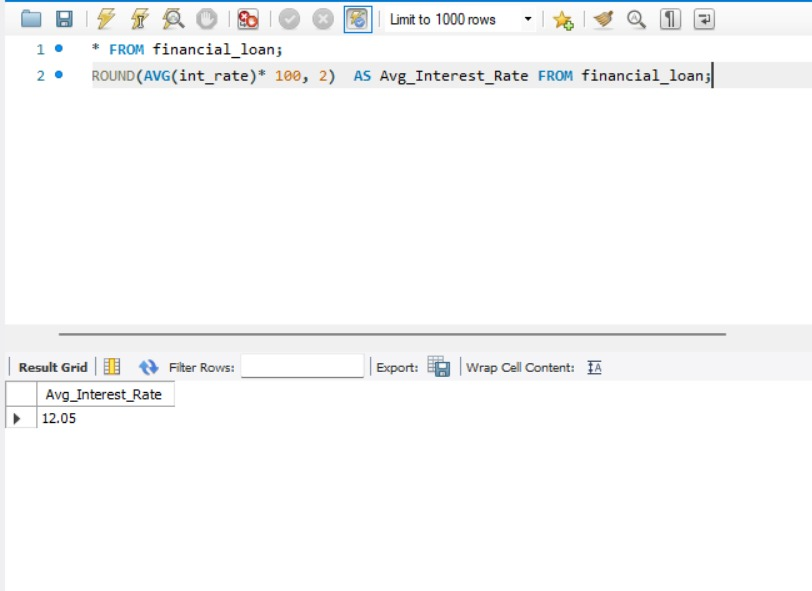 Limit to 1000 rows
1 * FROM financial_loan;
2 ROUND(AVG(int_rate)* 100, 2)  AS Avg_Interest_Rate FROM financial_loan;
Result Grid Filter Rows: Export: Wrap Cell Content: IA
Avg_Interest_Rate
12.05